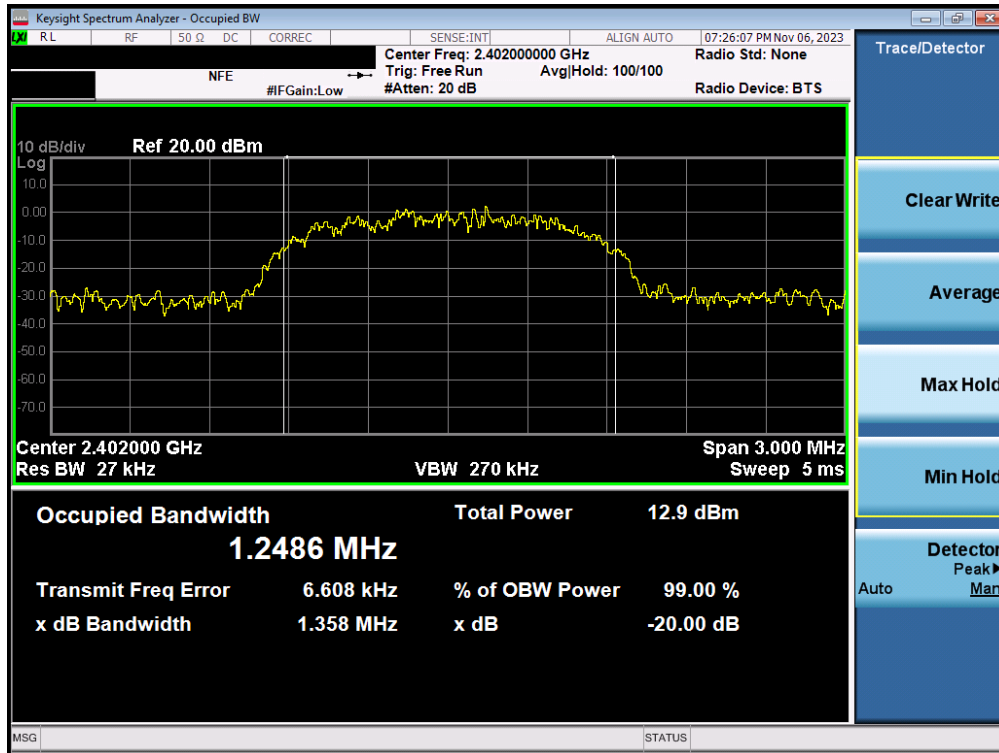 Keysight Spectrum Analyzer - Occupied BW
LXI RL RF 50 Ω DC CORREC SENSE:INT ALIGN AUTO 07:26:07 PM Nov 06, 2023
Center Freq: 2.402000000 GHz Radio Std: None
NFE Trig: Free Run Avg|Hold: 100/100
#IFGain:Low #Atten: 20 dB Radio Device: BTS
10 dB/div Ref 20.00 dBm
Log
10.0
0.00
-10.0
-20.0
-30.0
-40.0
-50.0
-60.0
-70.0
Center 2.402000 GHz Span 3.000 MHz
Res BW 27 kHz VBW 270 kHz Sweep 5 ms
Occupied Bandwidth Total Power 12.9 dBm
1.2486 MHz
Transmit Freq Error 6.608 kHz % of OBW Power 99.00 %
x dB Bandwidth 1.358 MHz x dB -20.00 dB
MSG STATUS
Trace/Detector
Clear Write
Average
Max Hold
Min Hold
Detector
Peak
Auto Man